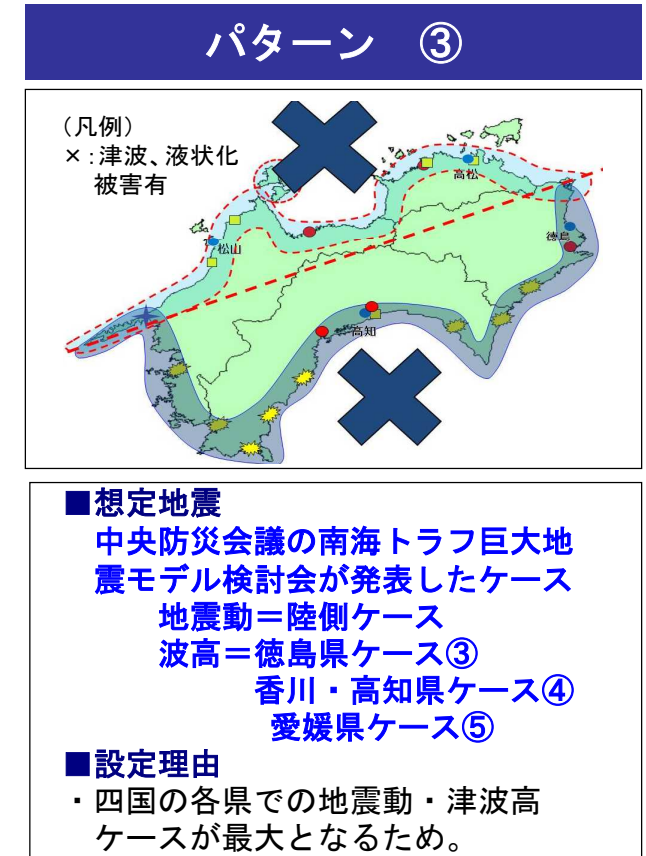 パターン ③
(凡例)
×:津波、液状化
被害有
高松
徳島
松山
高知
■想定地震
中央防災会議の南海トラフ巨大地
震モデル検討会が発表したケース
地震動＝陸側ケース
波高＝徳島県ケース③
香川・高知県ケース④
愛媛県ケース⑤
■設定理由
・四国の各県での地震動・津波高
ケースが最大となるため。